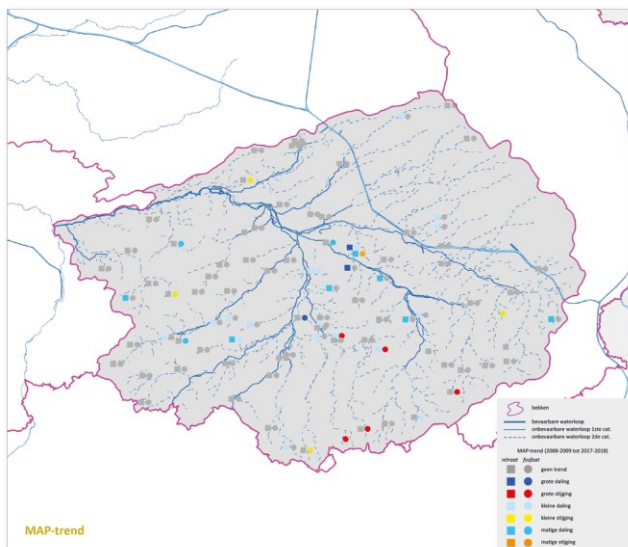 bekken
bevaarbare waterloop
onbevaarbare waterloop 1ste cat.
onbevaarbare waterloop 2de cat.
MAP-trend (2008-2009 tot 2017-2018)
nitraat fosfaat
geen trend
grote daling
grote stijging
kleine daling
kleine stijging
matige daling
matige stijging
MAP-trend